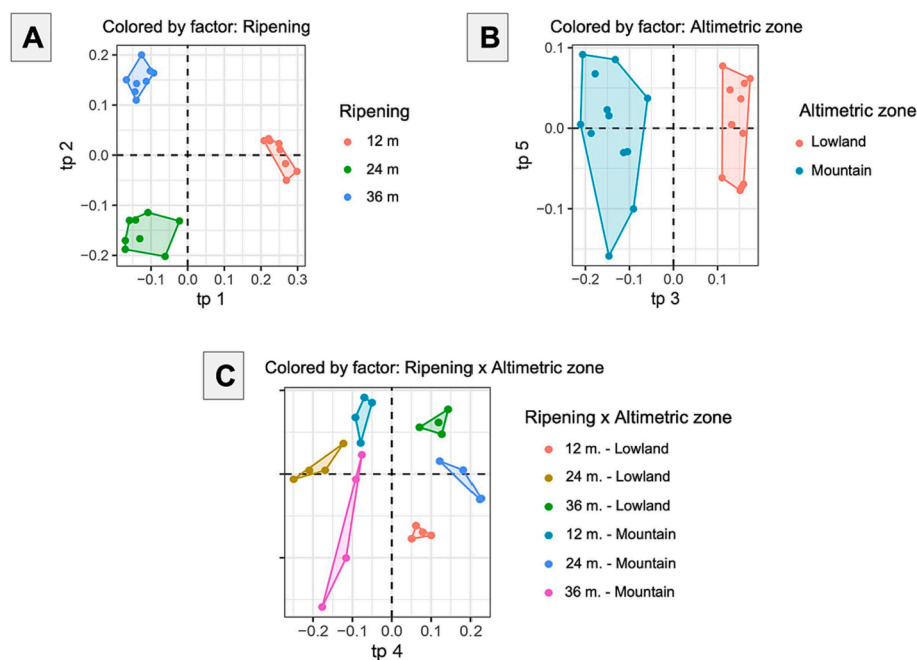 A
Colored by factor: Ripening
0.2
0.1
0.0
−0.1
−0.2
tp 2
−0.1
0.0
0.1
0.2
0.3
tp 1
Ripening
12 m
24 m
36 m
B
Colored by factor: Altimetric zone
0.1
0.0
−0.1
tp 5
−0.2
−0.1
0.0
0.1
tp 3
Altimetric zone
Lowland
Mountain
C
Colored by factor: Ripening x Altimetric zone
−0.2
−0.1
0.0
0.1
0.2
tp 4
Ripening x Altimetric zone
12 m. - Lowland
24 m. - Lowland
36 m. - Lowland
12 m. - Mountain
24 m. - Mountain
36 m. - Mountain